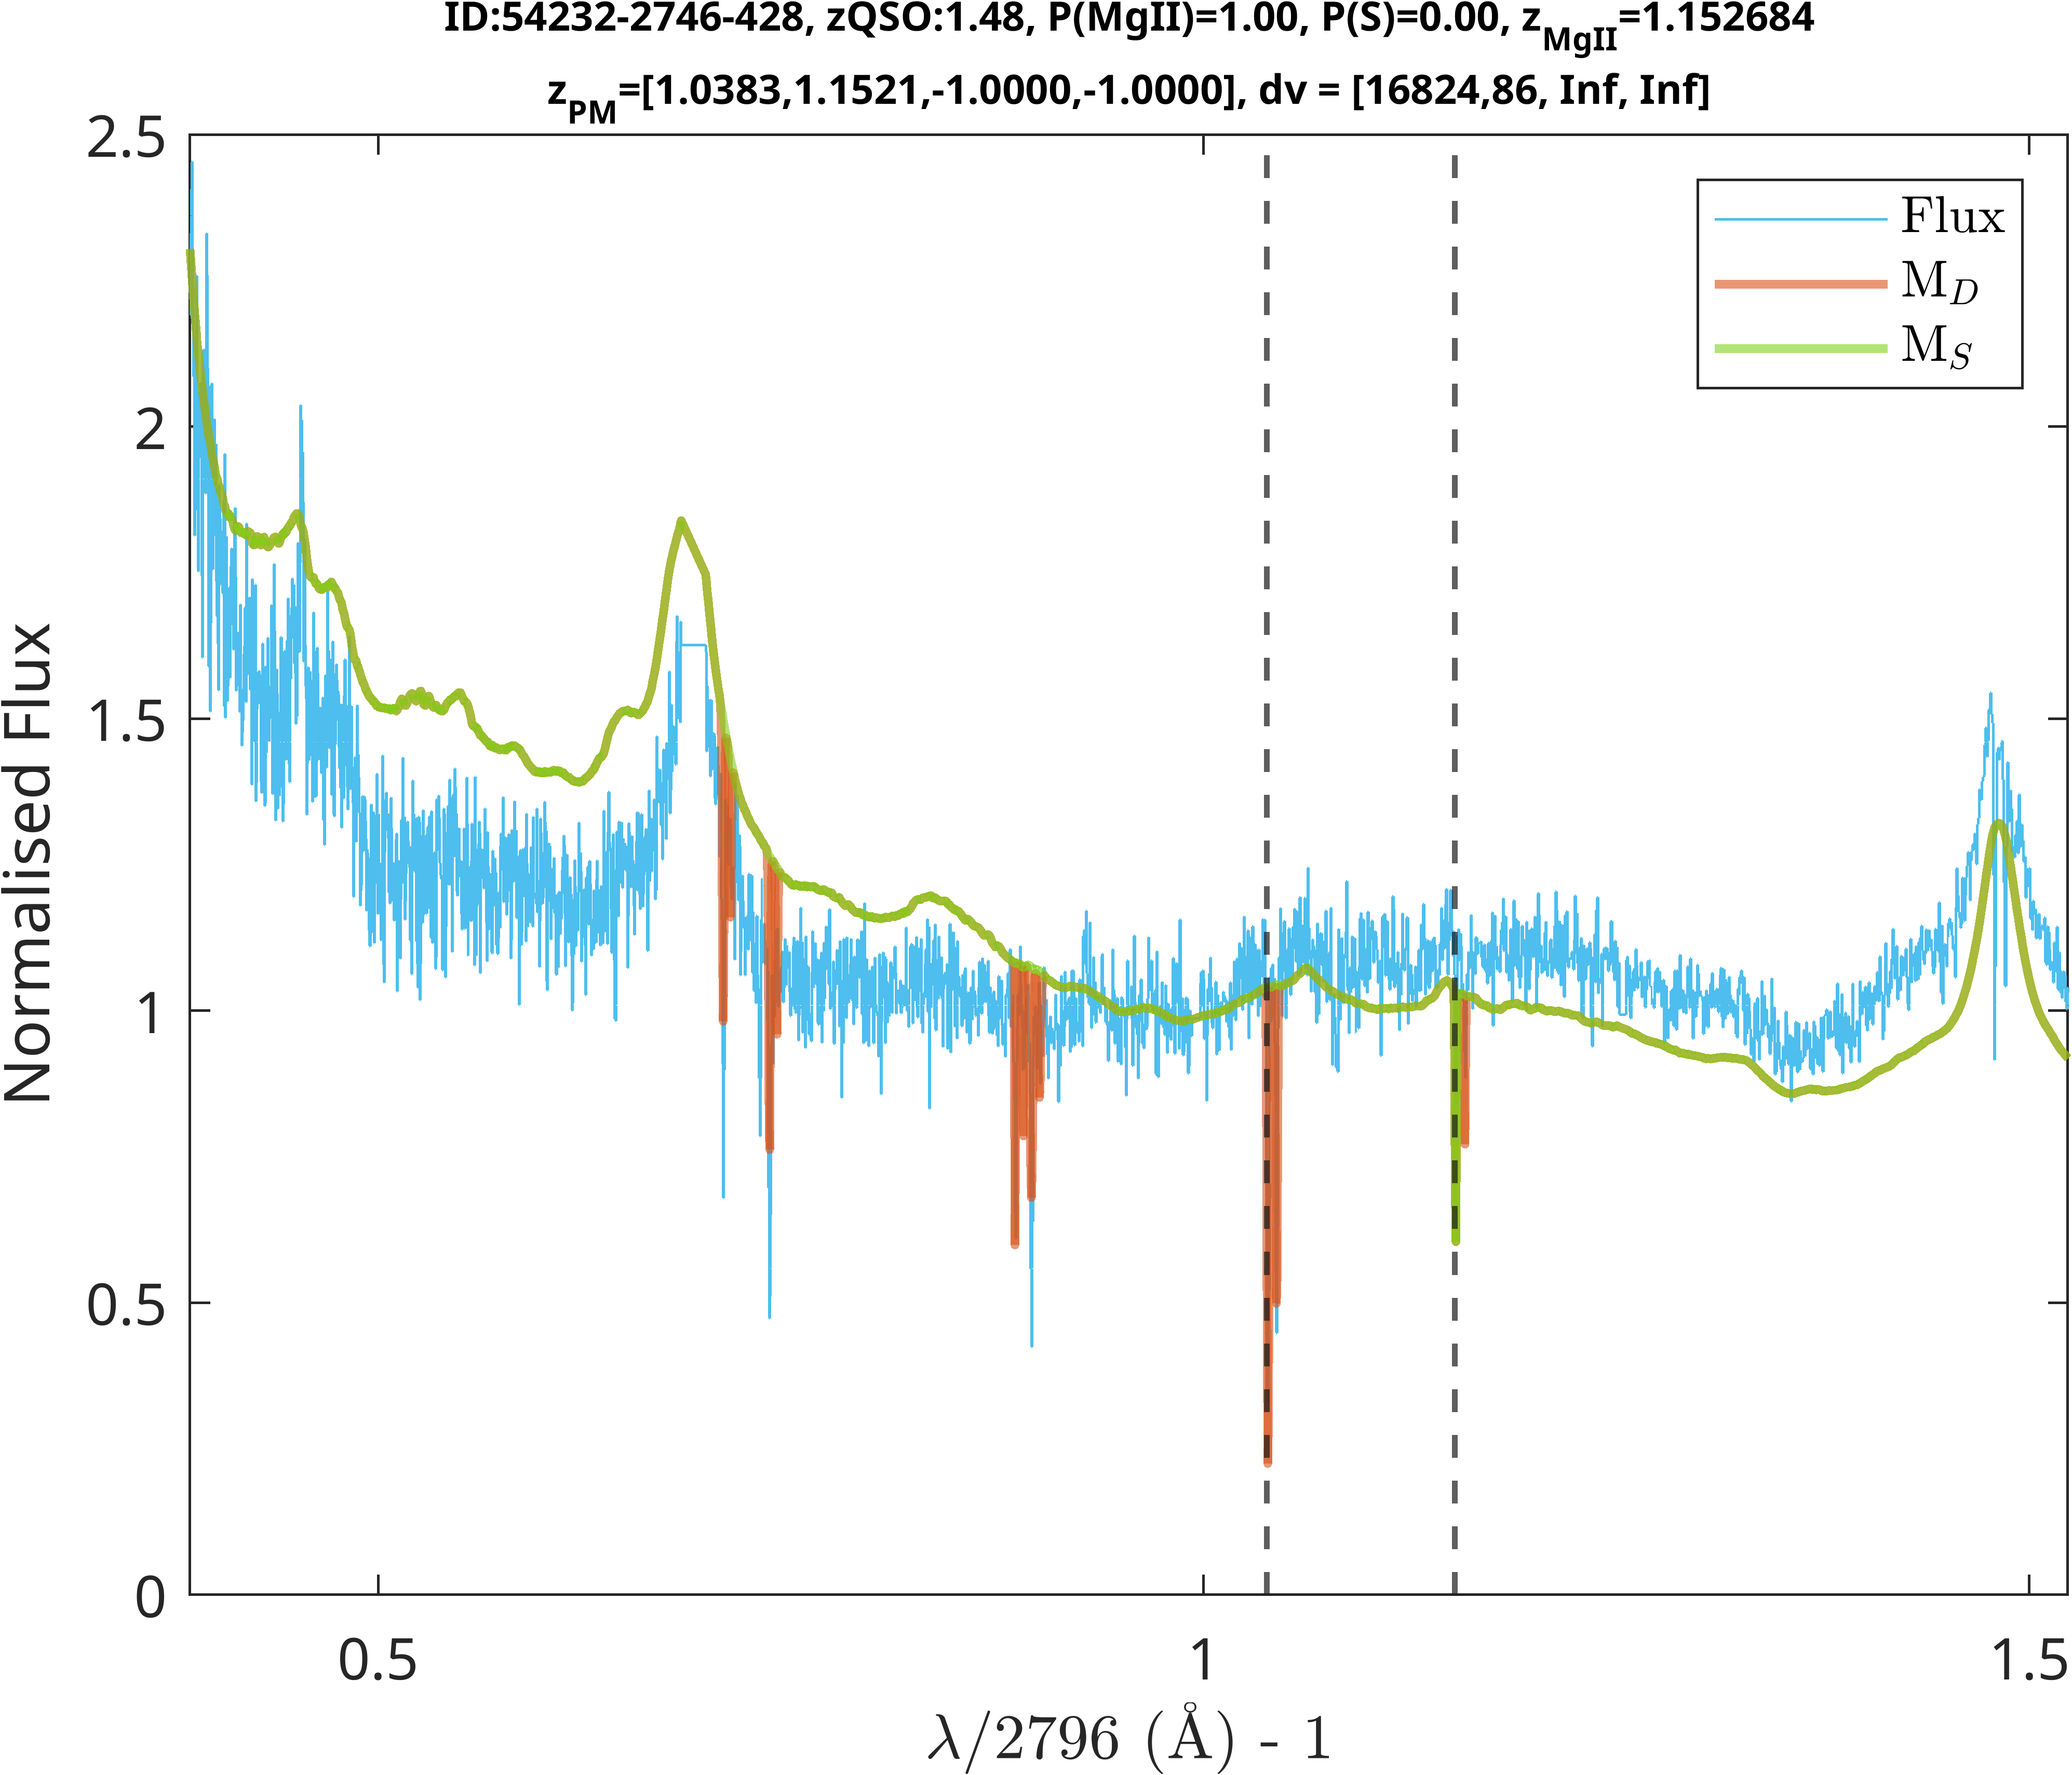 ID:54232-2746-428, zQSO:1.48, P(MgII)=1.00, P(S)=0.00, zMgII=1.152684
zPM=[1.0383,1.1521,-1.0000,-1.0000], dv = [16824,86, Inf, Inf]
2.5
2
1.5
1
0.5
0
Normalised Flux
Flux
MD
MS
0.5
1
1.5
λ/2796 (Å) - 1